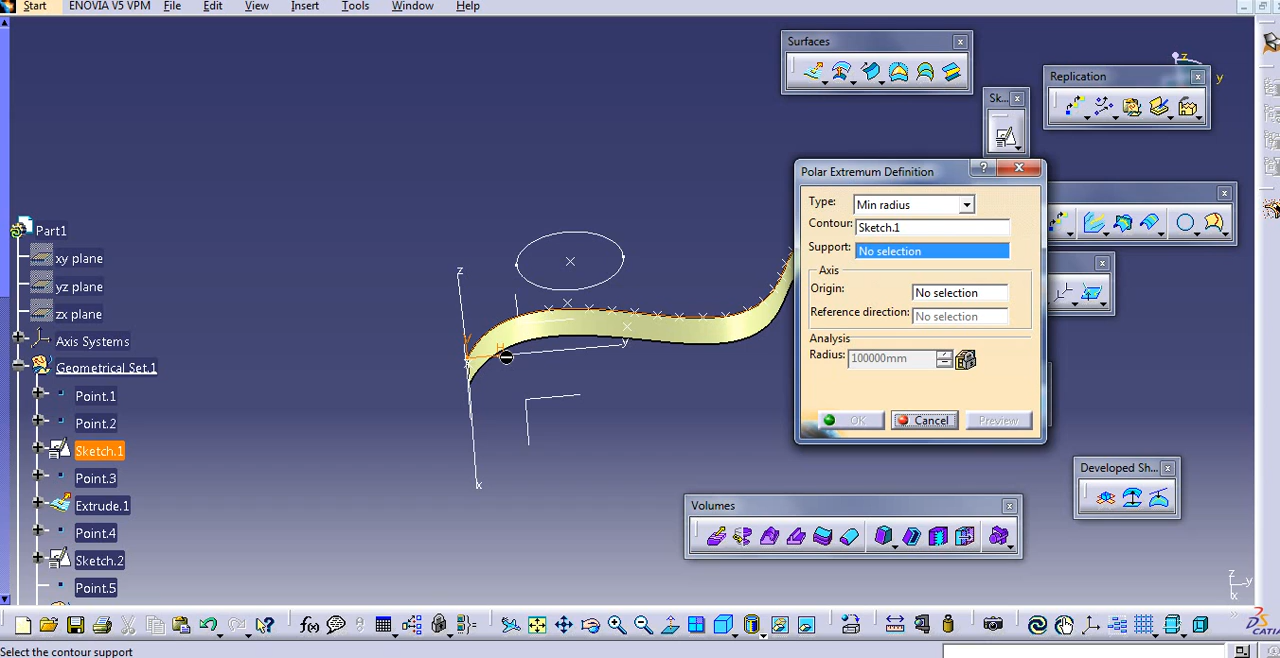 Start ENOVIA V5 VPM File Edit View Insert Tools Window Help
Surfaces
z
y
Replication
Sk...
Polar Extremum Definition
Type: Min radius
Contour: Sketch.1
Support: No selection
Axis
Origin: No selection
Reference direction: No selection
Analysis
Radius: 100000mm
OK Cancel Preview
Part1
xy plane
yz plane
zx plane
Axis Systems
Geometrical Set.1
Point.1
Point.2
Sketch.1
Point.3
Extrude.1
Point.4
Sketch.2
Point.5
z
V
H
y
x
Developed Sh...
Volumes
z
y
x
f(x)
CATIA
Select the contour support